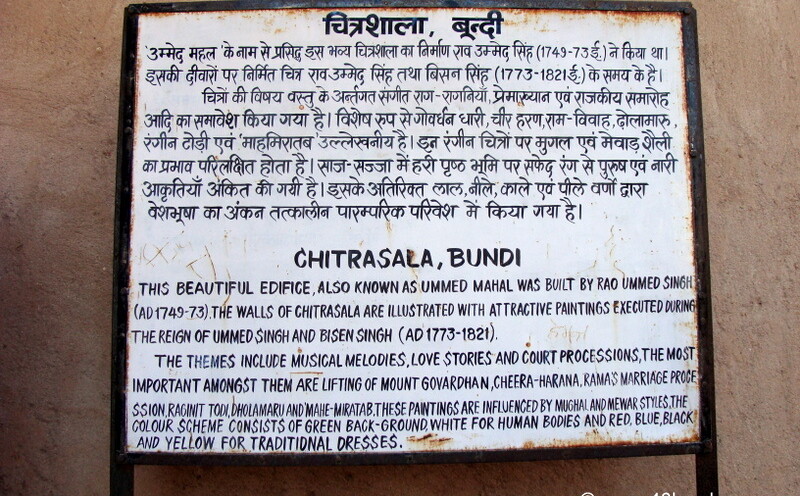 चित्रशाला, बून्दी
'उम्मेद महल' के नाम से प्रसिद्ध इस भव्य चित्रशाला का निर्माण राव उम्मेद सिंह (1749-73ई.) ने किया था।
इसकी दीवारों पर निर्मित चित्र राव उम्मेद सिंह तथा बिसन सिंह (1773-1821ई.) के समय के है।
चित्रों की विषय वस्तु के अर्न्तगत संगीत राग-रागनियाँ, प्रेमाख्यान एवं राजकीय समारोह
आदि का समावेश किया गया है। विशेष रुप से गोवर्धन धारी, चीर हरण, राम-विवाह, ढ़ोलामारु,
रंगीन टोड़ी एवं 'माहमिरातब' उल्लेखनीय है। इन रंगीन चित्रों पर मुगल एवं मेवाड़ शैली
का प्रभाव परिलक्षित होता है। साज-सज्जा में हरी पृष्ठ भूमि पर सफेद रंग से पुरुष एवं नारी
आकृतियाँ अंकित की गयी है। इसके अतिरिक्त लाल, नीले, काले एवं पीले वर्णो द्वारा
वेशभूषा का अंकन तत्कालीन पारम्परिक परिवेश में किया गया है।
CHITRASALA, BUNDI
THIS BEAUTIFUL EDIFICE, ALSO KNOWN AS UMMED MAHAL WAS BUILT BY RAO UMMED SINGH
(AD 1749-73). THE WALLS OF CHITRASALA ARE ILLUSTRATED WITH ATTRACTIVE PAINTINGS EXECUTED DURING
THE REIGN OF UMMED SINGH AND BISEN SINGH (AD 1773-1821).
THE THEMES INCLUDE MUSICAL MELODIES, LOVE STORIES AND COURT PROCESSIONS, THE MOST
IMPORTANT AMONGST THEM ARE LIFTING OF MOUNT GOVARDHAN, CHEERA-HARANA, RAMA'S MARRIAGE PROCE
SSION, RAGINIT TODI, DHOLAMARU AND MAHE-MIRATAB. THESE PAINTINGS ARE INFLUENCED BY MUGHAL AND MEWAR STYLES, THE
COLOUR SCHEME CONSISTS OF GREEN BACK-GROUND, WHITE FOR HUMAN BODIES AND RED, BLUE, BLACK
AND YELLOW FOR TRADITIONAL DRESSES.